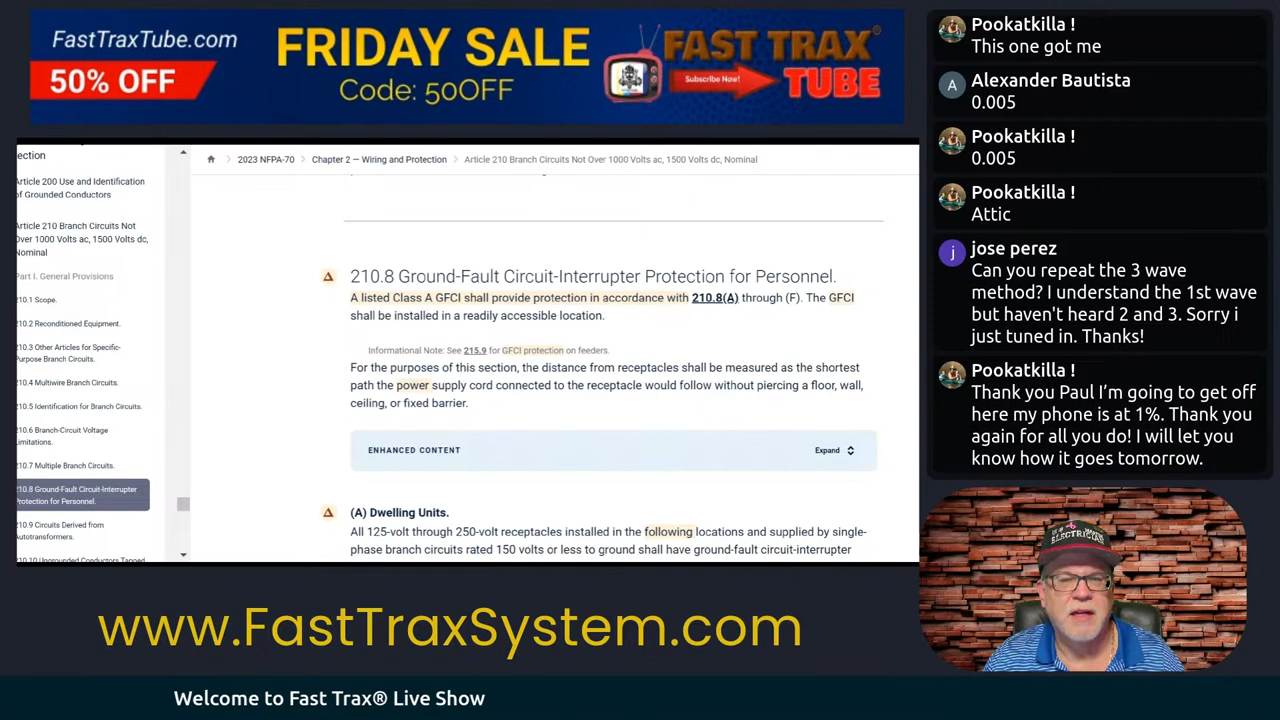 FastTraxTube.com
50% OFF
FRIDAY SALE
Code: 50OFF
FAST TRAX®
Subscribe Now!
TUBE
ection
Article 200 Use and Identification
of Grounded Conductors
Article 210 Branch Circuits Not
Over 1000 Volts ac, 1500 Volts dc,
Nominal
Part I. General Provisions
210.1 Scope.
210.2 Reconditioned Equipment.
210.3 Other Articles for Specific-
Purpose Branch Circuits.
210.4 Multiwire Branch Circuits.
210.5 Identification for Branch Circuits.
210.6 Branch-Circuit Voltage
Limitations.
210.7 Multiple Branch Circuits.
210.8 Ground-Fault Circuit-Interrupter
Protection for Personnel.
210.9 Circuits Derived from
Autotransformers.
210.10 Ungrounded Conductors Tapped
2023 NFPA-70 > Chapter 2 — Wiring and Protection > Article 210 Branch Circuits Not Over 1000 Volts ac, 1500 Volts dc, Nominal
210.8 Ground-Fault Circuit-Interrupter Protection for Personnel.
A listed Class A GFCI shall provide protection in accordance with 210.8(A) through (F). The GFCI
shall be installed in a readily accessible location.
Informational Note: See 215.9 for GFCI protection on feeders.
For the purposes of this section, the distance from receptacles shall be measured as the shortest
path the power supply cord connected to the receptacle would follow without piercing a floor, wall,
ceiling, or fixed barrier.
ENHANCED CONTENT
Expand
(A) Dwelling Units.
All 125-volt through 250-volt receptacles installed in the following locations and supplied by single-
phase branch circuits rated 150 volts or less to ground shall have ground-fault circuit-interrupter
Pookatkilla !
This one got me
A
Alexander Bautista
0.005
Pookatkilla !
0.005
Pookatkilla !
Attic
j
jose perez
Can you repeat the 3 wave
method? I understand the 1st wave
but haven't heard 2 and 3. Sorry i
just tuned in. Thanks!
Pookatkilla !
Thank you Paul I'm going to get off
here my phone is at 1%. Thank you
again for all you do! I will let you
know how it goes tomorrow.
ELECTRICIAN
www.FastTraxSystem.com
Welcome to Fast Trax® Live Show